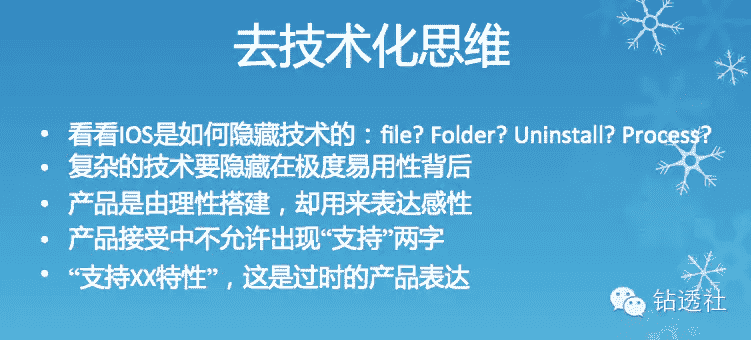 去技术化思维
• 看看IOS是如何隐藏技术的：file? Folder? Uninstall? Process?
• 复杂的技术要隐藏在极度易用性背后
• 产品是由理性搭建，却用来表达感性
• 产品接受中不允许出现“支持”两字
• “支持XX特性”，这是过时的产品表达
钻透社